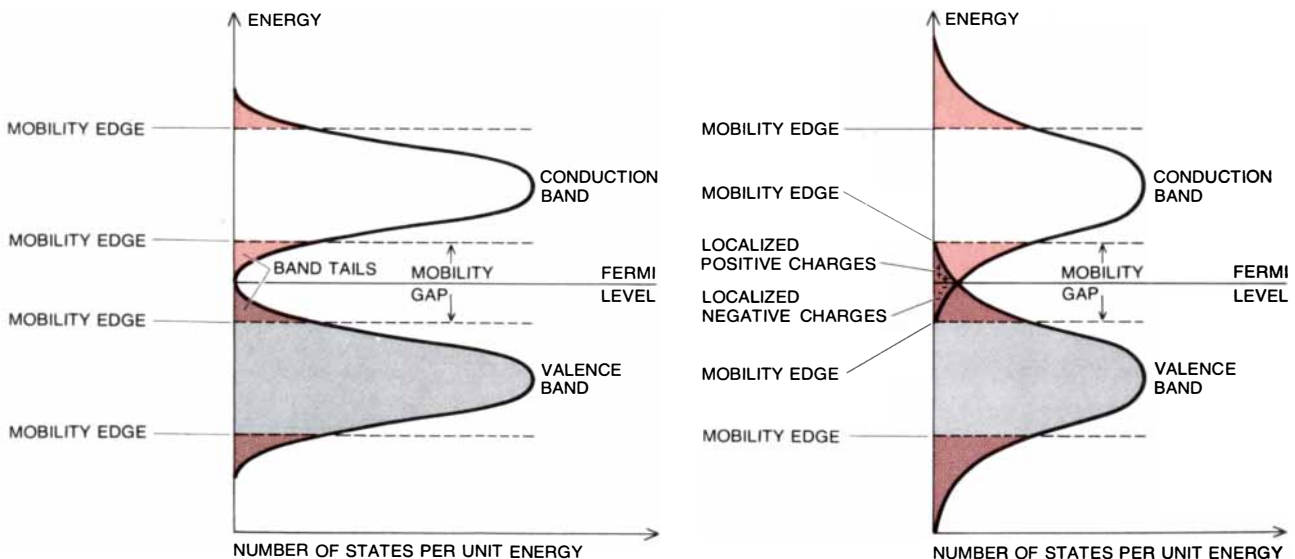 ENERGY
MOBILITY EDGE
CONDUCTION
BAND
MOBILITY EDGE
BAND TAILS
MOBILITY
GAP
FERMI
LEVEL
MOBILITY EDGE
VALENCE
BAND
MOBILITY EDGE
NUMBER OF STATES PER UNIT ENERGY
ENERGY
MOBILITY EDGE
MOBILITY EDGE
CONDUCTION
BAND
LOCALIZED
POSITIVE CHARGES
MOBILITY
GAP
FERMI
LEVEL
LOCALIZED
NEGATIVE CHARGES
MOBILITY EDGE
VALENCE
BAND
MOBILITY EDGE
NUMBER OF STATES PER UNIT ENERGY